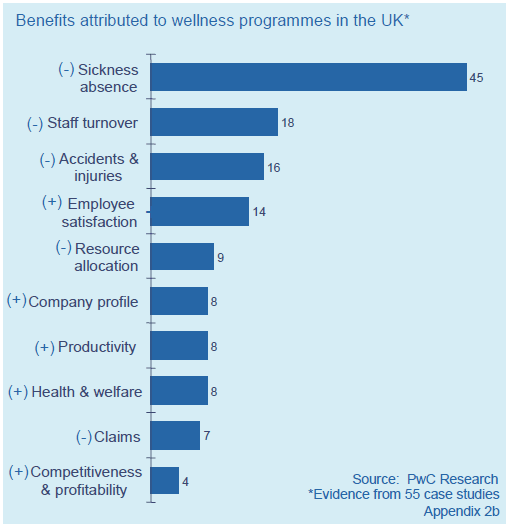 Benefits attributed to wellness programmes in the UK*
(-) Sickness
absence
45
(-) Staff turnover
18
(-) Accidents &
injuries
16
(+) Employee
satisfaction
14
(-) Resource
allocation
9
(+) Company profile
8
(+) Productivity
8
(+) Health & welfare
8
(-) Claims
7
(+) Competitiveness
& profitability
4
Source: PwC Research
*Evidence from 55 case studies
Appendix 2b